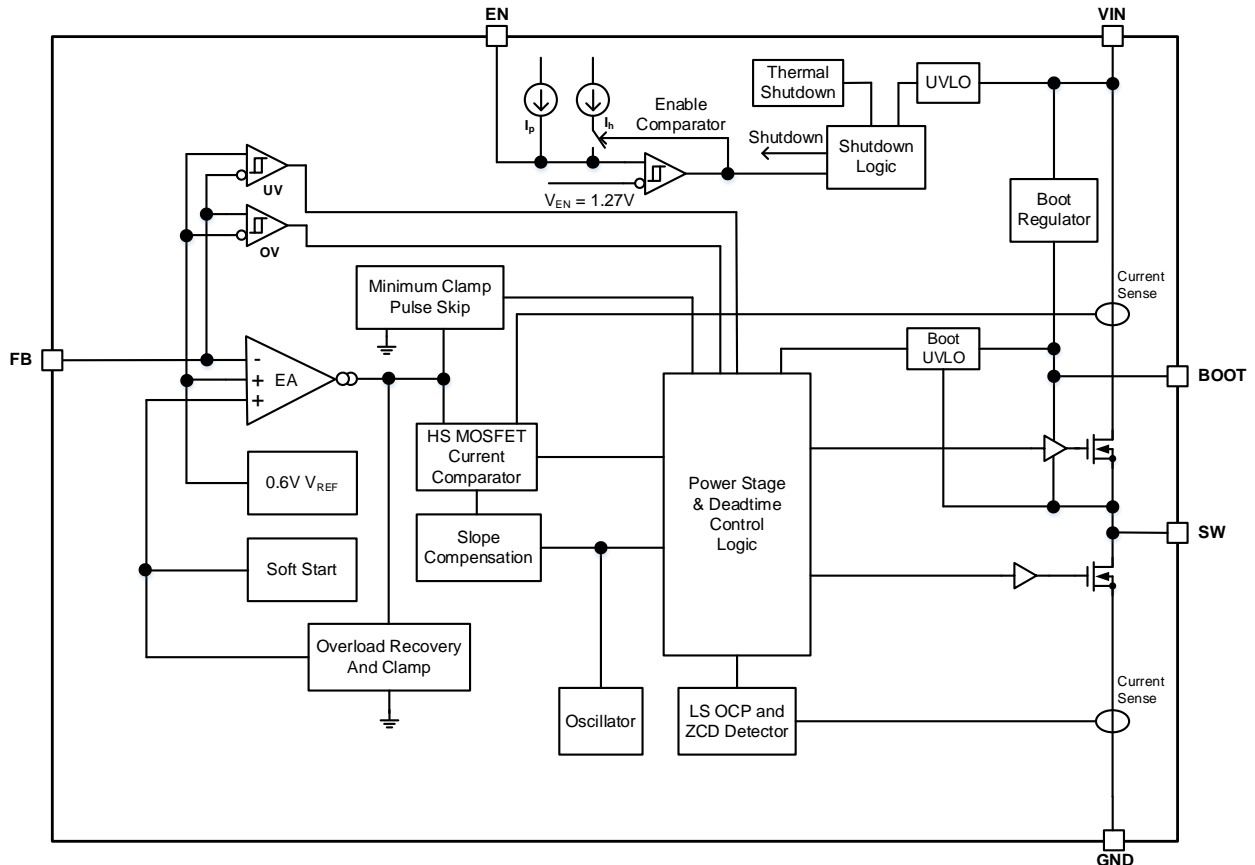 EN
VIN
Thermal
Shutdown
UVLO
Enable
Comparator
Ip
Ih
Shutdown
Shutdown
Logic
VEN = 1.27V
UV
OV
Boot
Regulator
Minimum Clamp
Pulse Skip
Current
Sense
FB
-
+
+
EA
Boot
UVLO
BOOT
HS MOSFET
Current
Comparator
0.6V VREF
Power Stage
& Deadtime
Control
Logic
Slope
Compensation
SW
Soft Start
Overload Recovery
And Clamp
Oscillator
LS OCP and
ZCD Detector
Current
Sense
GND